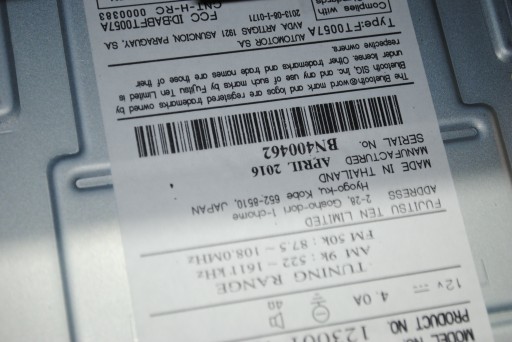 MODEL NO.
PRODUCT NO. 123001
12V 4.0A 4Ω
TUNING RANGE
AM 9k : 522 ~ 1611kHz
FM 50k : 87.5 ~ 108.0MHz
FUJITSU TEN LIMITED
ADDRESS 2-28, Gosho-dori 1-chome
Hyogo-ku, Kobe 652-8510, JAPAN
MADE IN THAILAND
MANUFACTURED APRIL 2016
SERIAL NO. BN400462
The Bluetooth® word mark and logos are registered trademarks owned by
Bluetooth SIG, Inc. and any use of such marks by Fujitsu Ten Limited is
under license. Other trademarks and trade names are those of their
respective owners.
Type:FT0057A
Complies with
AUTOMOTOR SA.
AVDA. ARTIGAS 1921 ASUNCION, PARAGUAY, SA.
2013-08-1-0711
FCC ID:BABFT0057A
CNT-H-RC 0000383